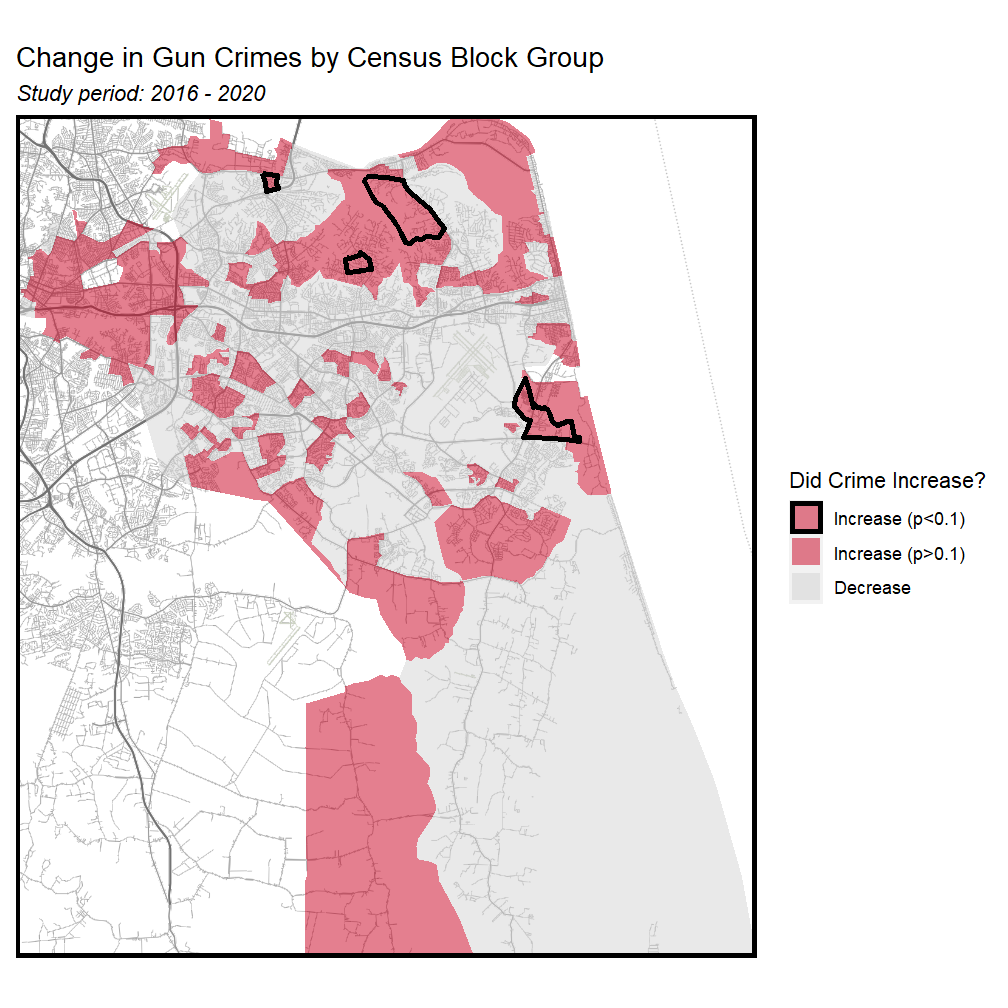 Change in Gun Crimes by Census Block Group
Study period: 2016 - 2020
Did Crime Increase?
Increase (p<0.1)
Increase (p>0.1)
Decrease